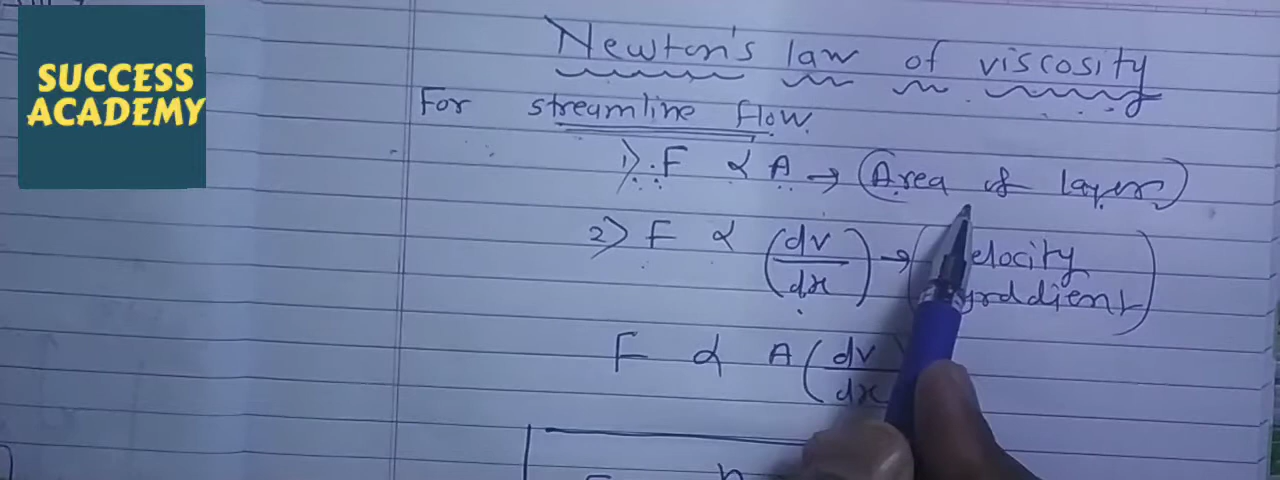 SUCCESS
ACADEMY
Newton's law of viscosity
For streamline flow.
1) F ∝ A → (Area of layer)
2) F ∝ (dv/dx) → (velocity gradient)
F ∝ A (dv/dx